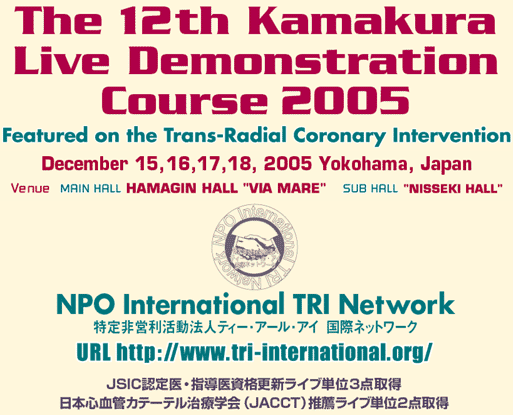 The 12th Kamakura
Live Demonstration
Course 2005
Featured on the Trans-Radial Coronary Intervention
December 15,16,17,18, 2005 Yokohama, Japan
Venue MAIN HALL HAMAGIN HALL "VIA MARE" SUB HALL "NISSEKI HALL"
NPO International TRI Network
NPO International TRI Network
特定非営利活動法人ティー・アール・アイ 国際ネットワーク
URL http://www.tri-international.org/
JSIC認定医・指導医資格更新ライブ単位3点取得
日本心血管カテーテル治療学会（JACCT）推薦ライブ単位2点取得